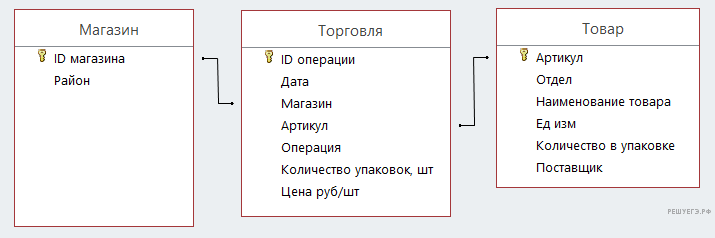 Магазин
ID магазина
Район
Торговля
ID операции
Дата
Магазин
Артикул
Операция
Количество упаковок, шт
Цена руб/шт
Товар
Артикул
Отдел
Наименование товара
Ед изм
Количество в упаковке
Поставщик
РЕШУЕГЭ.РФ